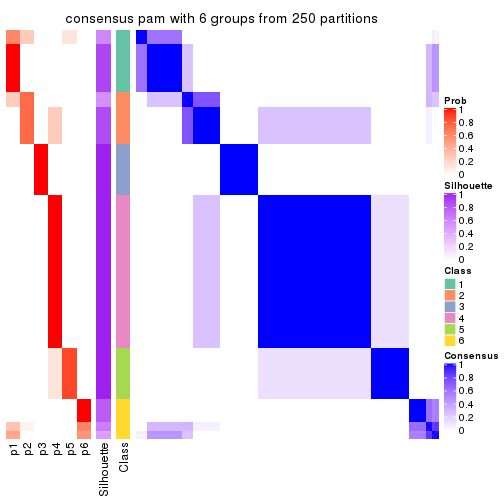 consensus pam with 6 groups from 250 partitions
Prob
1
0.8
0.6
0.4
0.2
0
Silhouette
1
0.8
0.6
0.4
0.2
0
Class
1
2
3
4
5
6
Consensus
1
0.8
0.6
0.4
0.2
0
p1
p2
p3
p4
p5
p6
Silhouette
Class